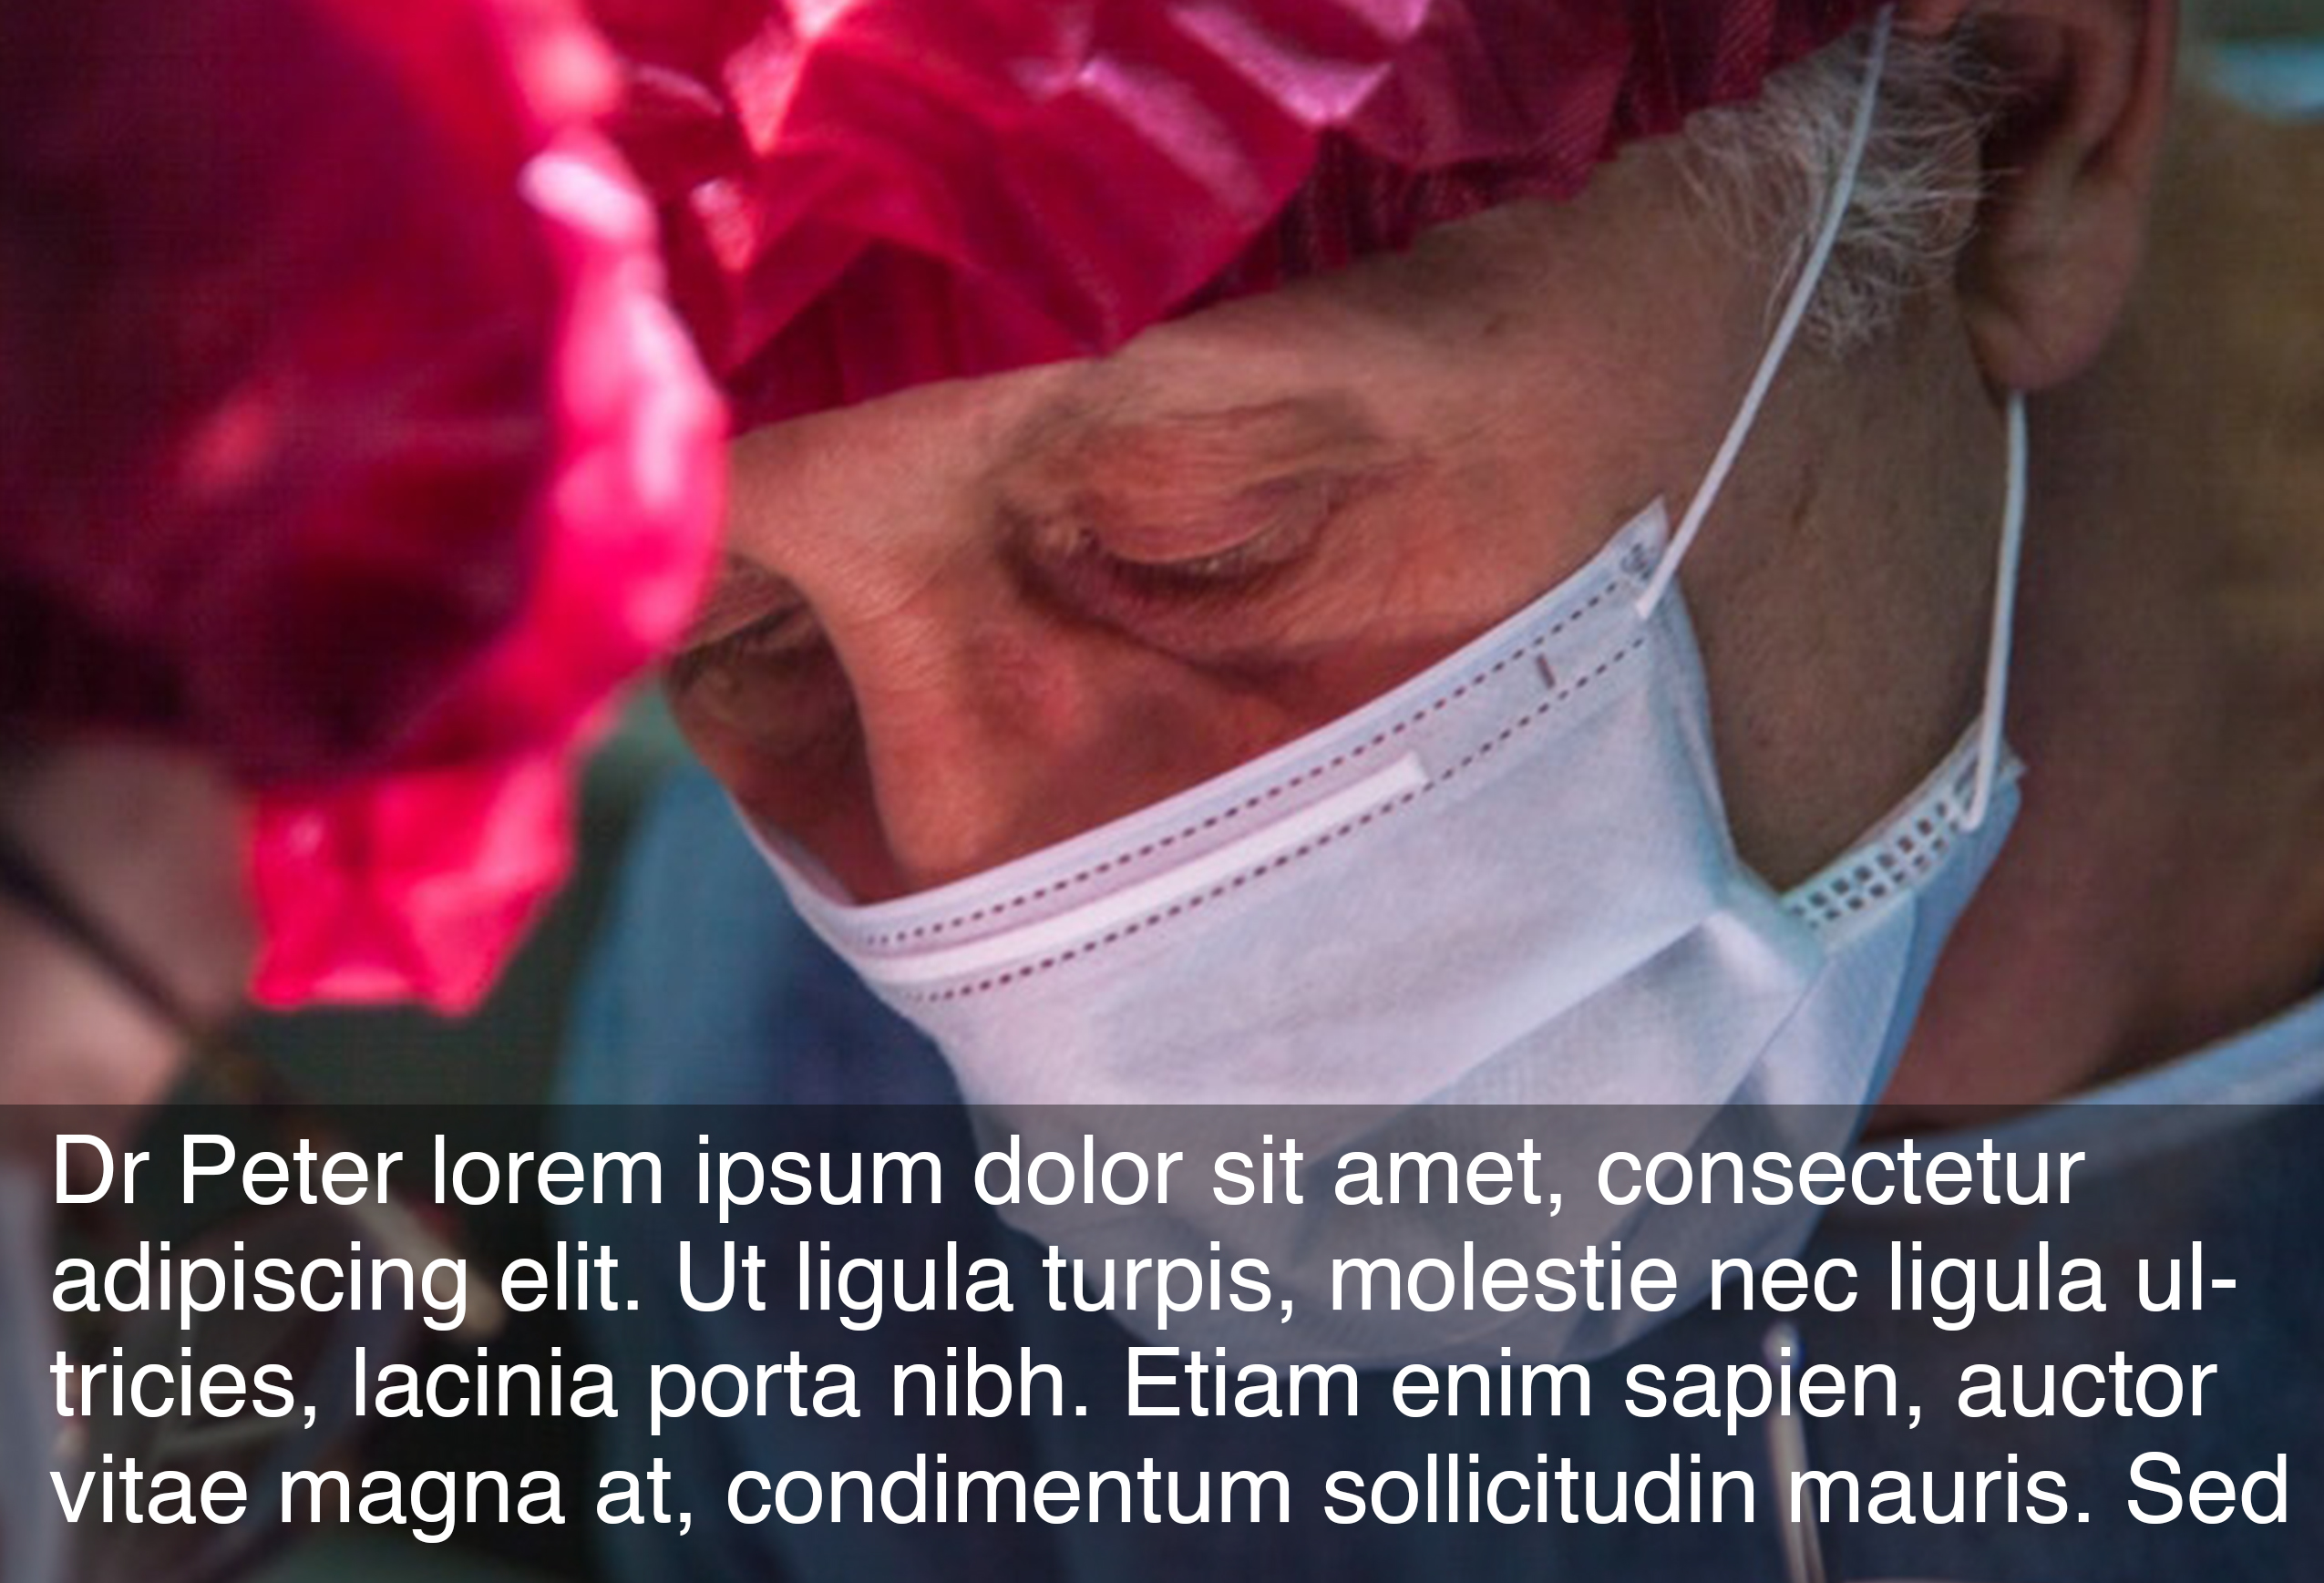 Dr Peter lorem ipsum dolor sit amet, consectetur
adipiscing elit. Ut ligula turpis, molestie nec ligula ul-
tricies, lacinia porta nibh. Etiam enim sapien, auctor
vitae magna at, condimentum sollicitudin mauris. Sed